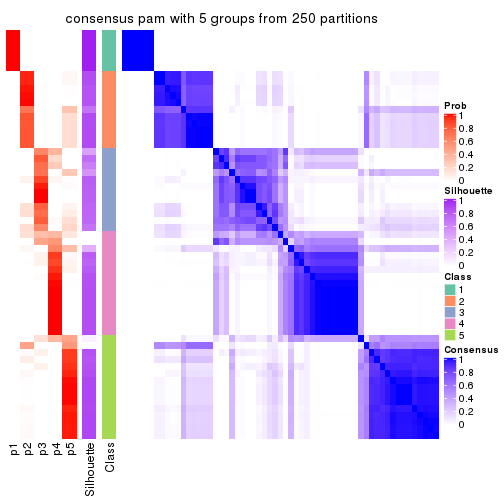 consensus pam with 5 groups from 250 partitions
Prob
1
0.8
0.6
0.4
0.2
0
Silhouette
1
0.8
0.6
0.4
0.2
0
Class
1
2
3
4
5
Consensus
1
0.8
0.6
0.4
0.2
0
p1
p2
p3
p4
p5
Silhouette
Class